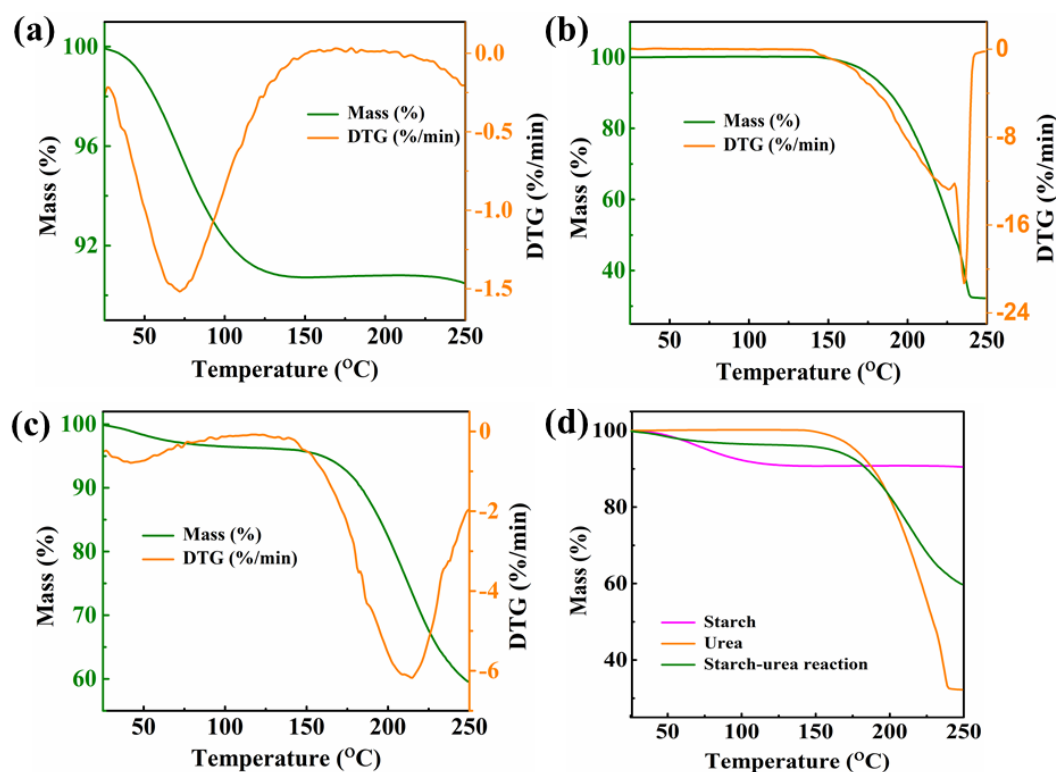 (a)
100
96
92
Mass (%)
Mass (%)
DTG (%/min)
0.0
-0.5
-1.0
-1.5
DTG (%/min)
50 100 150 200 250
Temperature (°C)
(b)
100
80
60
40
Mass (%)
Mass (%)
DTG (%/min)
0
-8
-16
-24
DTG (%/min)
50 100 150 200 250
Temperature (°C)
(c)
100
90
80
70
60
Mass (%)
Mass (%)
DTG (%/min)
0
-2
-4
-6
DTG (%/min)
50 100 150 200 250
Temperature (°C)
(d)
100
80
60
40
Mass (%)
Starch
Urea
Starch-urea reaction
50 100 150 200 250
Temperature (°C)